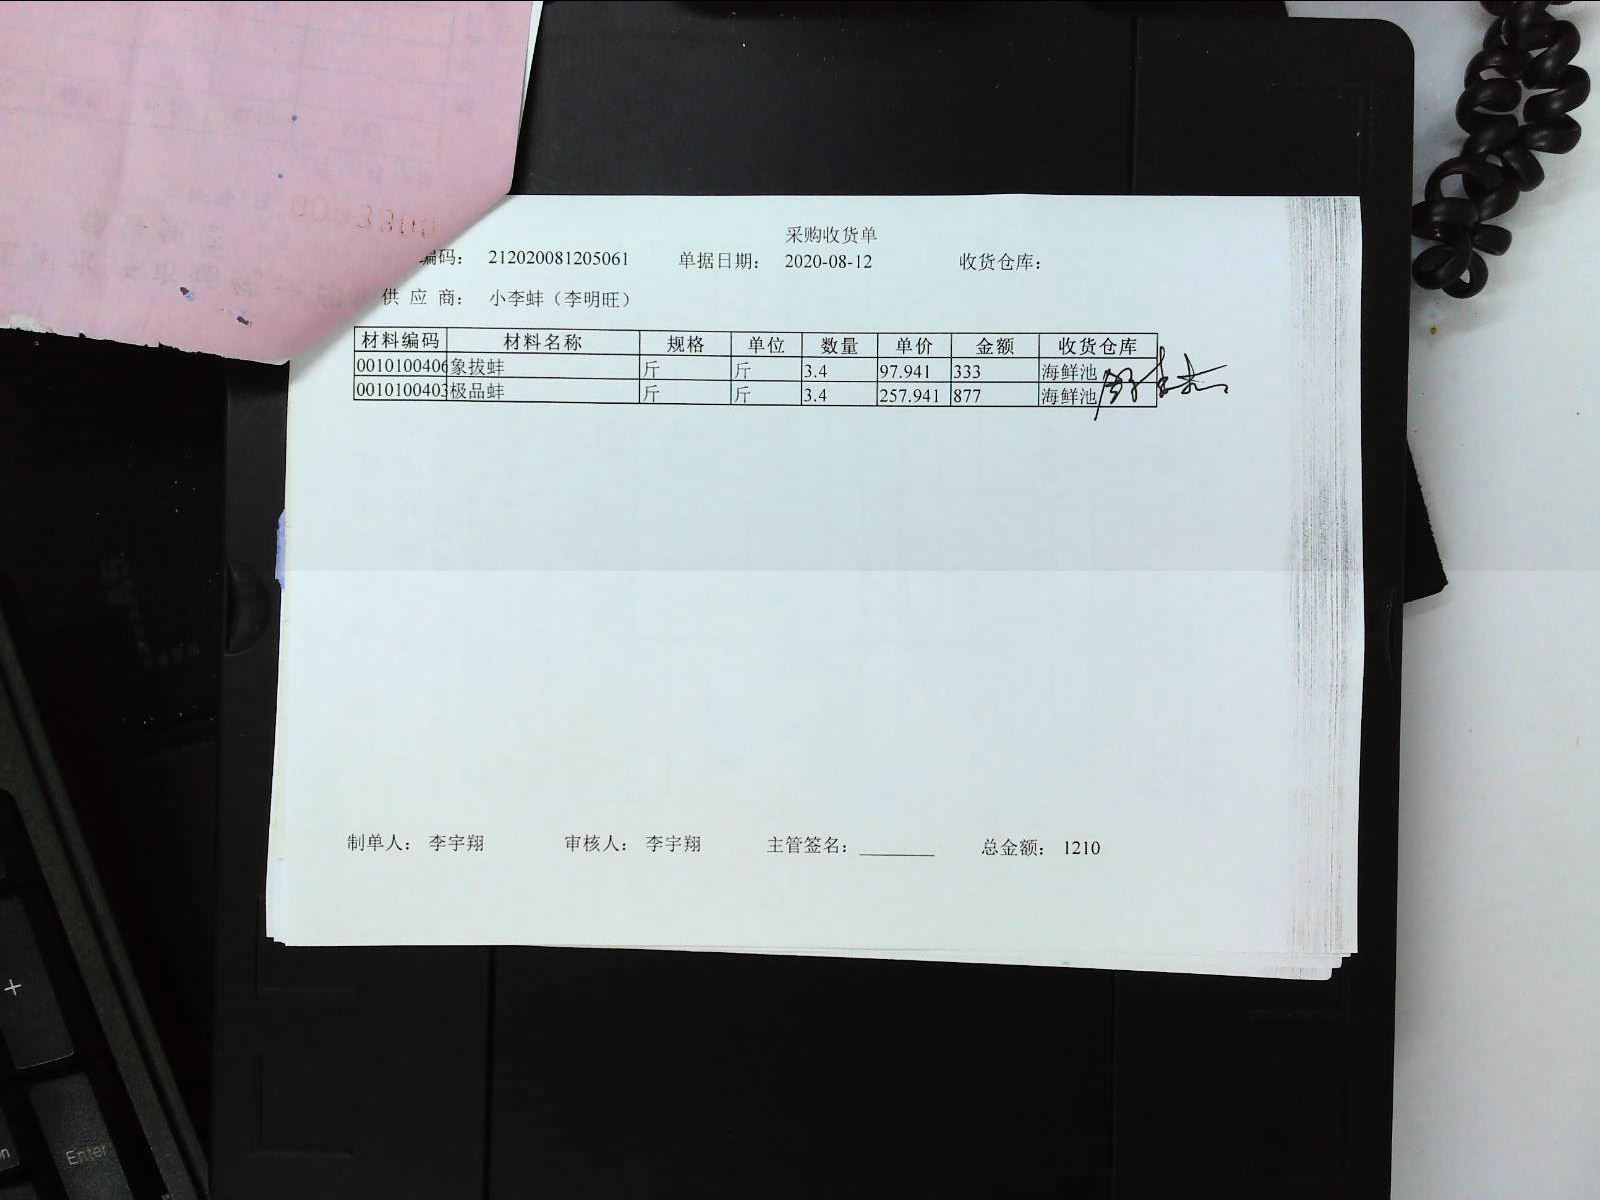 采购收货单
编码： 212020081205061 单据日期： 2020-08-12 收货仓库：
供 应 商： 小李蚌（李明旺）
材料编码 材料名称 规格 单位 数量 单价 金额 收货仓库
0010100406 象拔蚌 斤 斤 3.4 97.941 333 海鲜池
0010100403 极品蚌 斤 斤 3.4 257.941 877 海鲜池
制单人： 李宇翔 审核人： 李宇翔 主管签名： 总金额： 1210
+
Enter